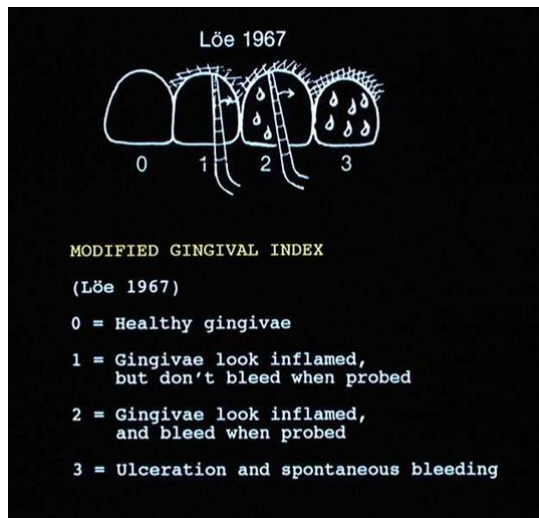 Löe 1967
0 1 2 3
MODIFIED GINGIVAL INDEX
(Löe 1967)
0 = Healthy gingivae
1 = Gingivae look inflamed,
but don't bleed when probed
2 = Gingivae look inflamed,
and bleed when probed
3 = Ulceration and spontaneous bleeding